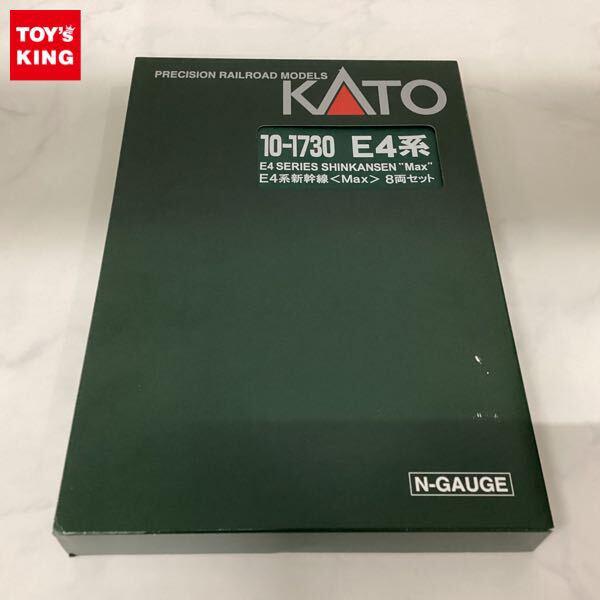 TOY'S
KING
PRECISION RAILROAD MODELS
KATO
10-1730 E4系
E4 SERIES SHINKANSEN "Max"
E4系新幹線＜Max＞ 8両セット
N-GAUGE